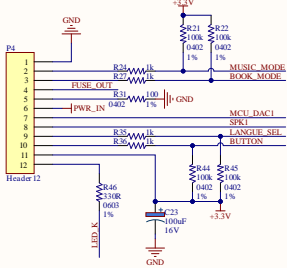 +3.3V
GND
R21
100k
0402
1%
R22
100k
0402
1%
P4
1
2
3
4
5
6
7
8
9
10
11
12
Header12
R24 1k MUSIC_MODE
R27 1k BOOK_MODE
FUSE_OUT
R31 100 GND
0402 1%
PWR_IN
MCU_DAC1
SPK1
R35 1k LANGUE_SEL
R36 1k BUTTON
R44
100k
0402
1%
R45
100k
0402
1%
R46
330R
0603
1%
+3.3V
C23
100uF
16V
LED_K
GND